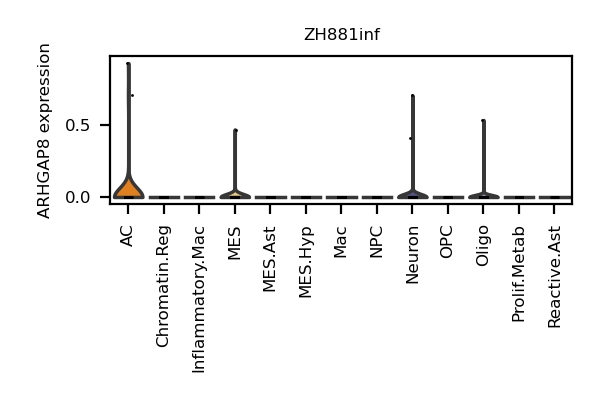 ZH881inf
ARHGAP8 expression
0.5
0.0
AC
Chromatin.Reg
Inflammatory.Mac
MES
MES.Ast
MES.Hyp
Mac
NPC
Neuron
OPC
Oligo
Prolif.Metab
Reactive.Ast